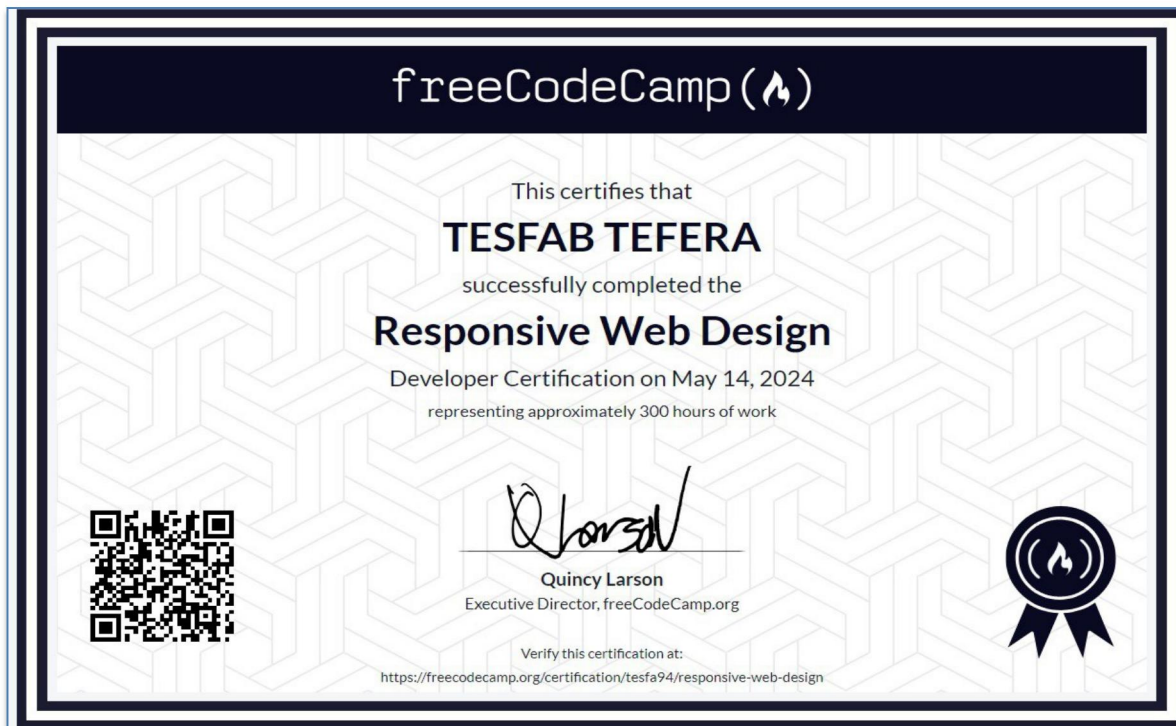 freeCodeCamp(🔥)
This certifies that
TESFAB TEFERA
successfully completed the
Responsive Web Design
Developer Certification on May 14, 2024
representing approximately 300 hours of work
Q Larson
Quincy Larson
Executive Director, freeCodeCamp.org
Verify this certification at:
https://freecodecamp.org/certification/tesfa94/responsive-web-design